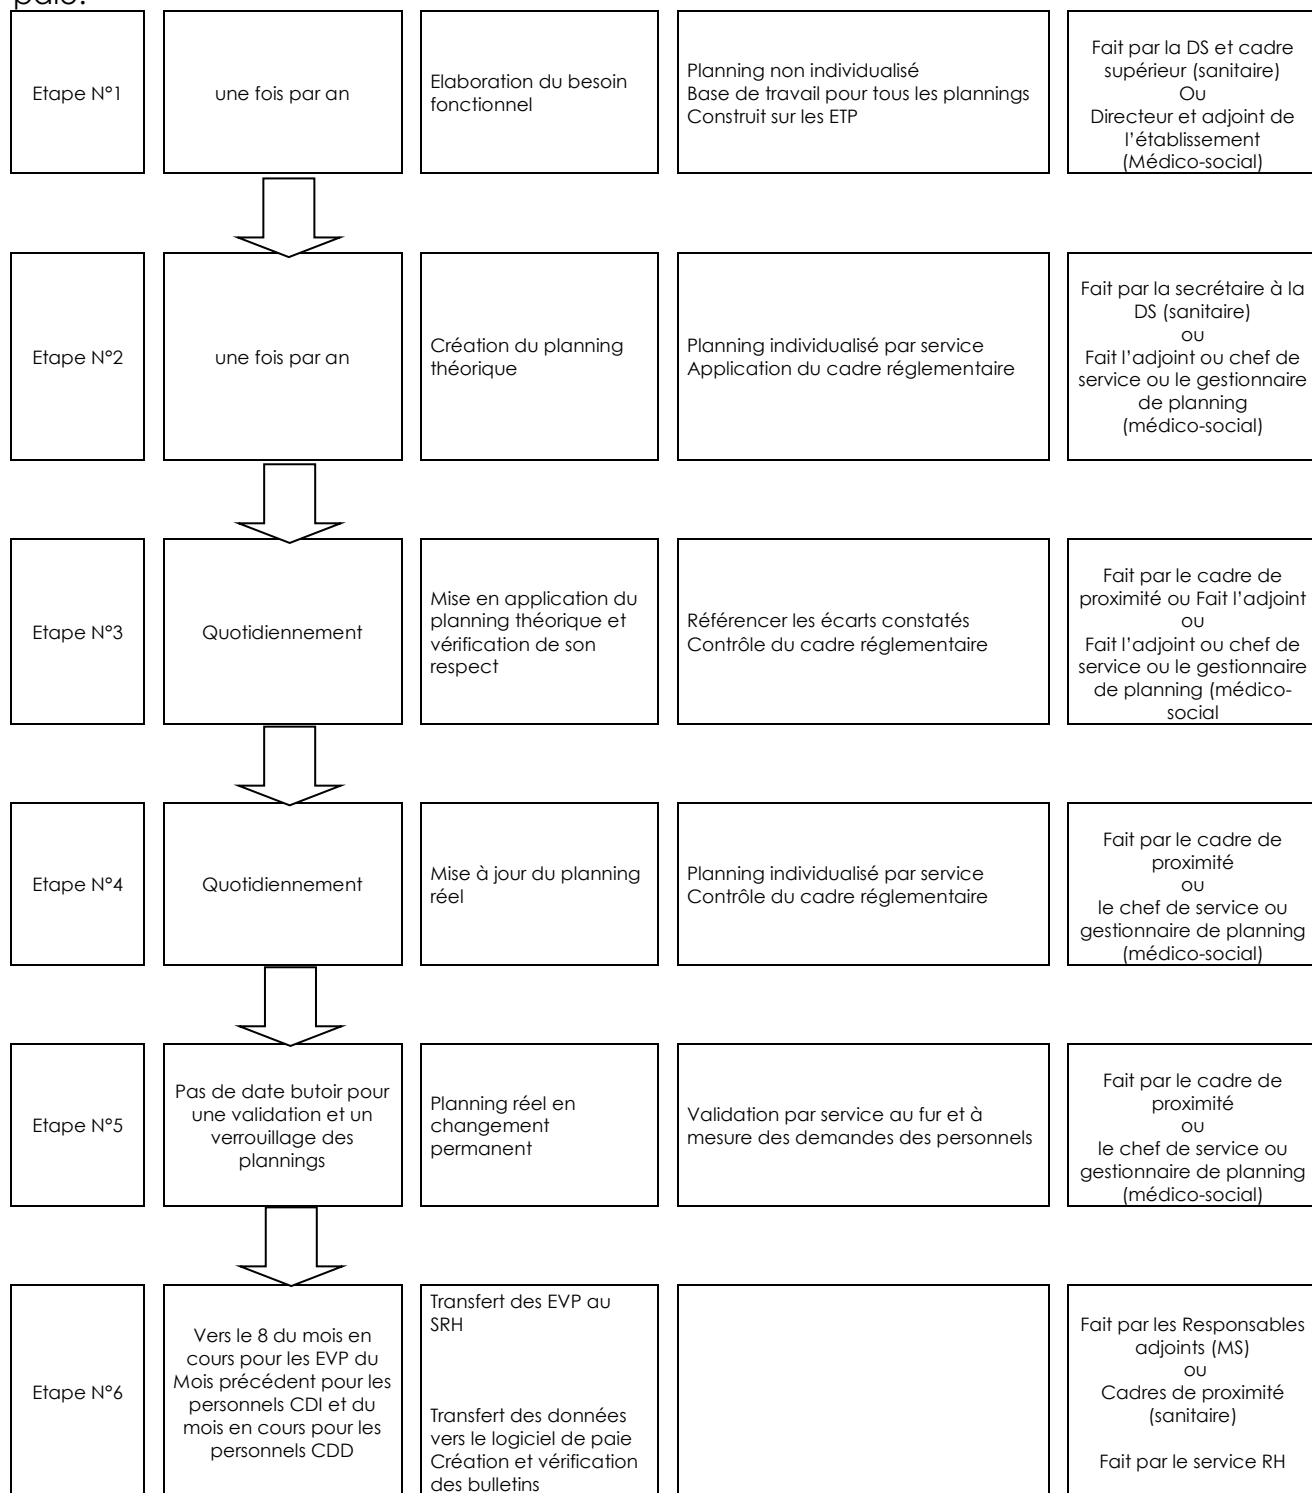 paie.
Etape N°1
une fois par an
Elaboration du besoin
fonctionnel
Planning non individualisé
Base de travail pour tous les plannings
Construit sur les ETP
Fait par la DS et cadre
supérieur (sanitaire)
Ou
Directeur et adjoint de
l'établissement
(Médico-social)
Etape N°2
une fois par an
Création du planning
théorique
Planning individualisé par service
Application du cadre réglementaire
Fait par la secrétaire à la
DS (sanitaire)
ou
Fait l'adjoint ou chef de
service ou le gestionnaire
de planning
(médico-social)
Etape N°3
Quotidiennement
Mise en application du
planning théorique et
vérification de son
respect
Référencer les écarts constatés
Contrôle du cadre réglementaire
Fait par le cadre de
proximité ou Fait l'adjoint
ou
Fait l'adjoint ou chef de
service ou le gestionnaire
de planning (médico-
social
Etape N°4
Quotidiennement
Mise à jour du planning
réel
Planning individualisé par service
Contrôle du cadre réglementaire
Fait par le cadre de
proximité
ou
le chef de service ou
gestionnaire de planning
(médico-social)
Etape N°5
Pas de date butoir pour
une validation et un
verrouillage des
plannings
Planning réel en
changement
permanent
Validation par service au fur et à
mesure des demandes des personnels
Fait par le cadre de
proximité
ou
le chef de service ou
gestionnaire de planning
(médico-social)
Etape N°6
Vers le 8 du mois en
cours pour les EVP du
Mois précédent pour les
personnels CDI et du
mois en cours pour les
personnels CDD
Transfert des EVP au
SRH
Transfert des données
vers le logiciel de paie
Création et vérification
des bulletins
Fait par les Responsables
adjoints (MS)
ou
Cadres de proximité
(sanitaire)
Fait par le service RH